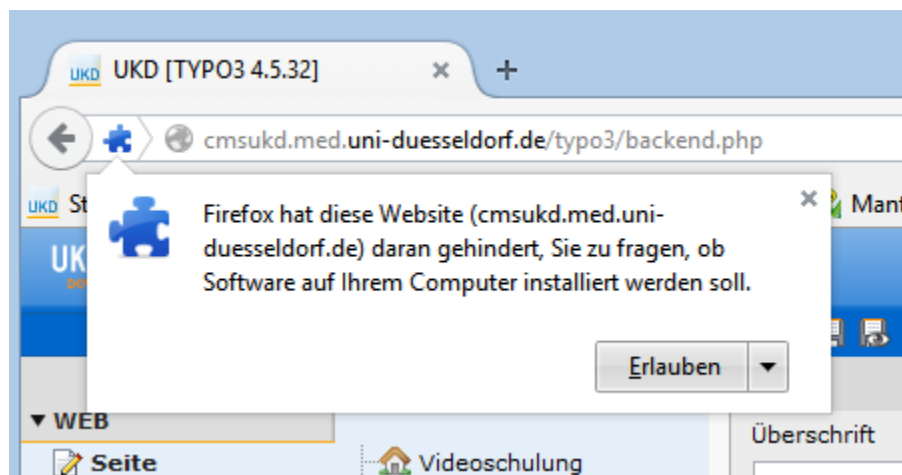 UKD UKD [TYPO3 4.5.32]
cmsukd.med.uni-duesseldorf.de/typo3/backend.php
UKD St
Firefox hat diese Website (cmsukd.med.uni-
duesseldorf.de) daran gehindert, Sie zu fragen, ob
Software auf Ihrem Computer installiert werden soll.
Mant
UK
Erlauben
WEB
Überschrift
Seite
Videoschulung